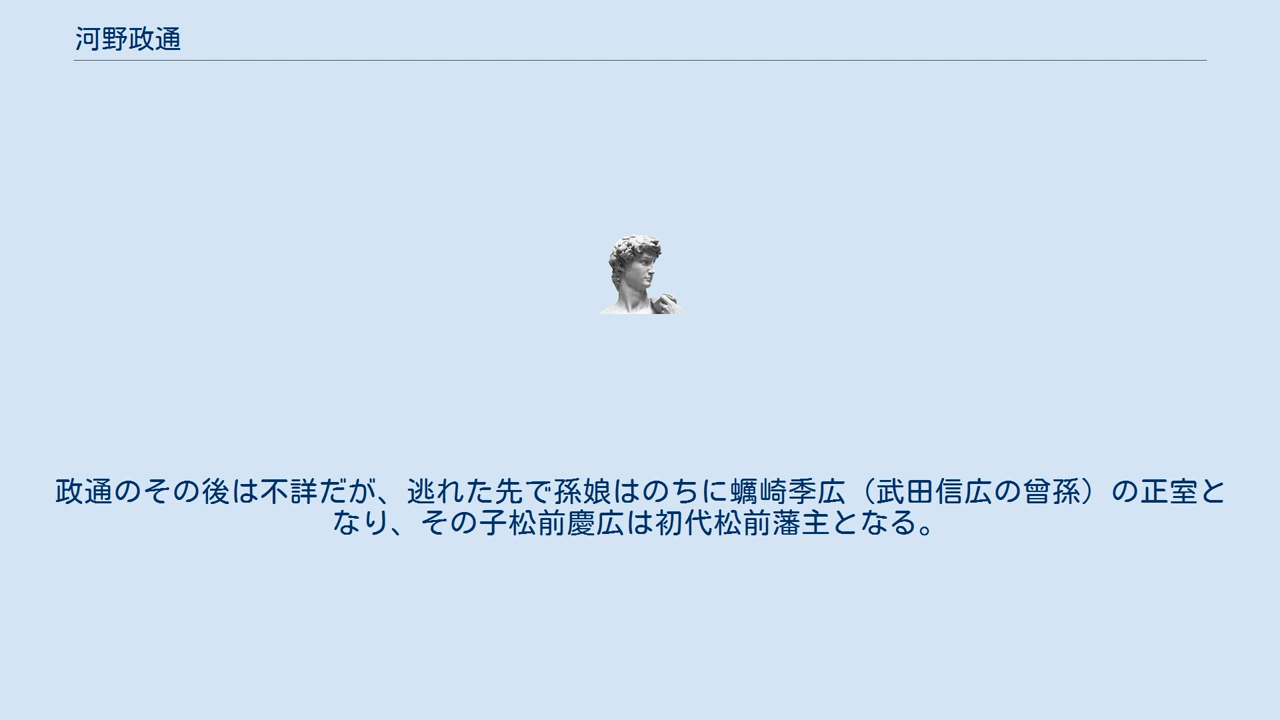 河野政通
政通のその後は不詳だが、逃れた先で孫娘はのちに蠣崎季広（武田信広の曾孫）の正室と
なり、その子松前慶広は初代松前藩主となる。